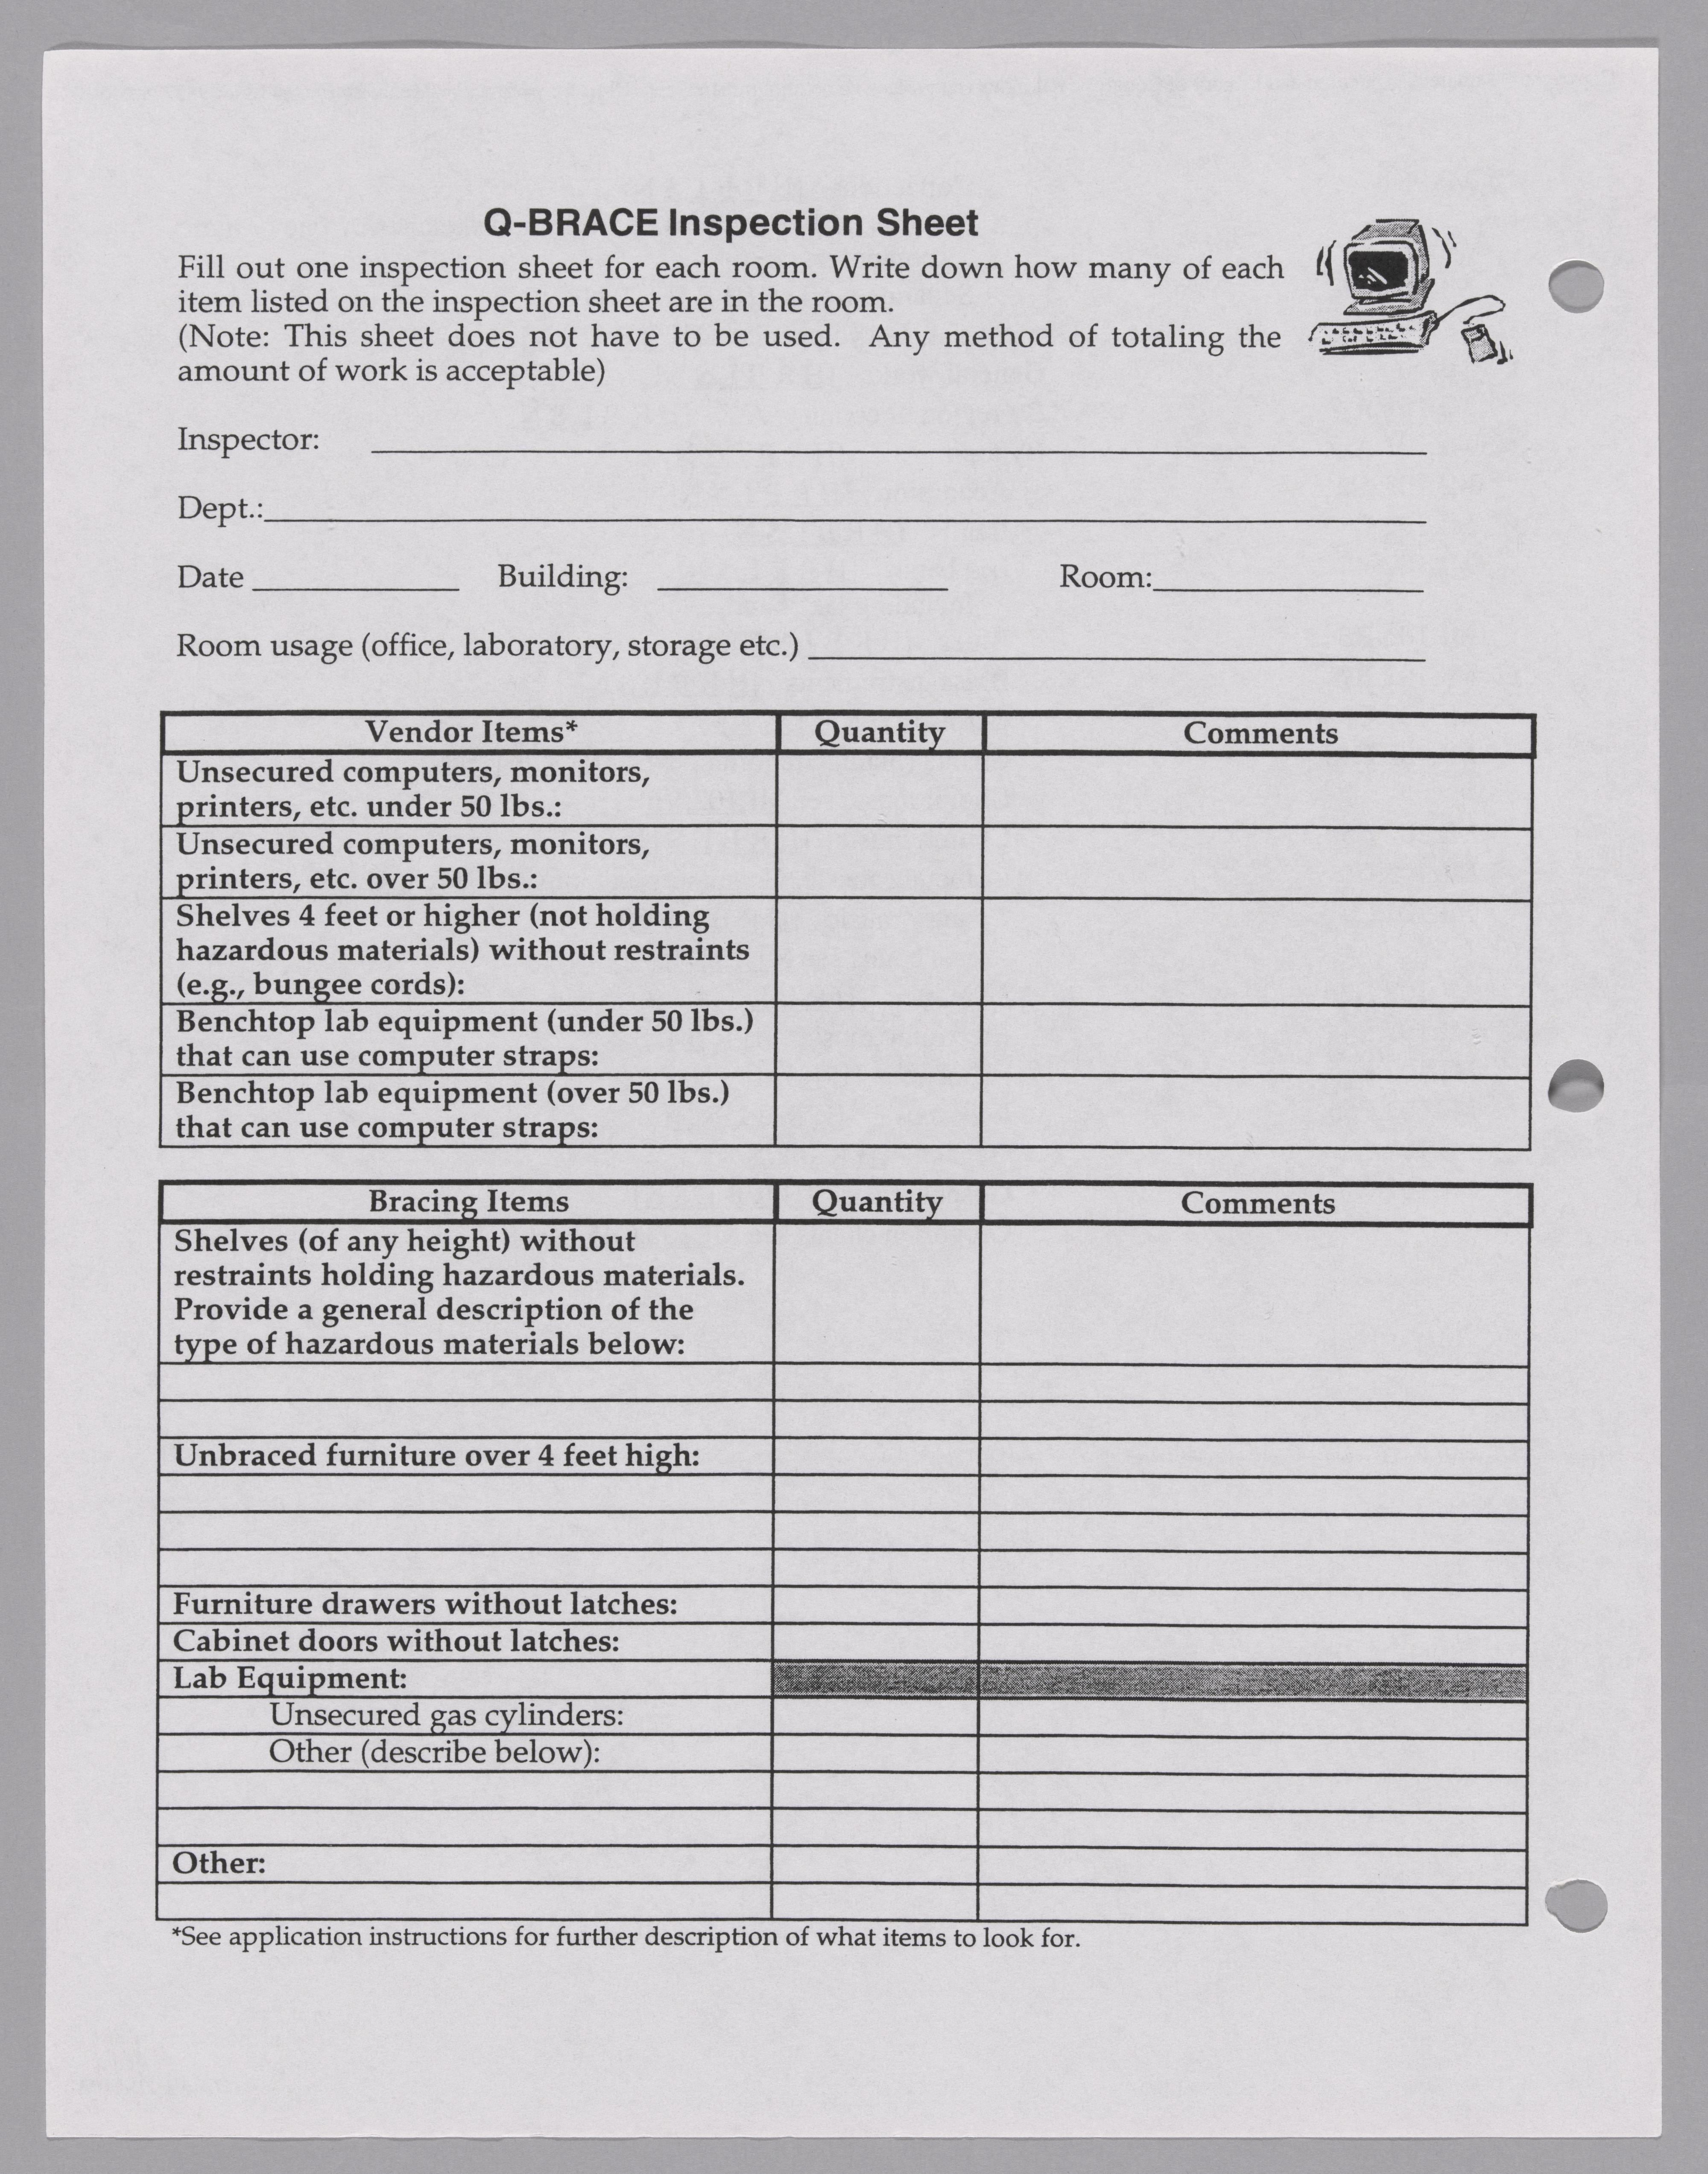 Q-BRACE Inspection Sheet
Fill out one inspection sheet for each room. Write down how many of each
item listed on the inspection sheet are in the room.
(Note: This sheet does not have to be used. Any method of totaling the
amount of work is acceptable)
Inspector:
Dept.:
Date Building: Room:
Room usage (office, laboratory, storage etc.)
Vendor Items* Quantity Comments
Unsecured computers, monitors,
printers, etc. under 50 lbs.:
Unsecured computers, monitors,
printers, etc. over 50 lbs.:
Shelves 4 feet or higher (not holding
hazardous materials) without restraints
(e.g., bungee cords):
Benchtop lab equipment (under 50 lbs.)
that can use computer straps:
Benchtop lab equipment (over 50 lbs.)
that can use computer straps:
Bracing Items Quantity Comments
Shelves (of any height) without
restraints holding hazardous materials.
Provide a general description of the
type of hazardous materials below:
Unbraced furniture over 4 feet high:
Furniture drawers without latches:
Cabinet doors without latches:
Lab Equipment:
Unsecured gas cylinders:
Other (describe below):
Other:
*See application instructions for further description of what items to look for.